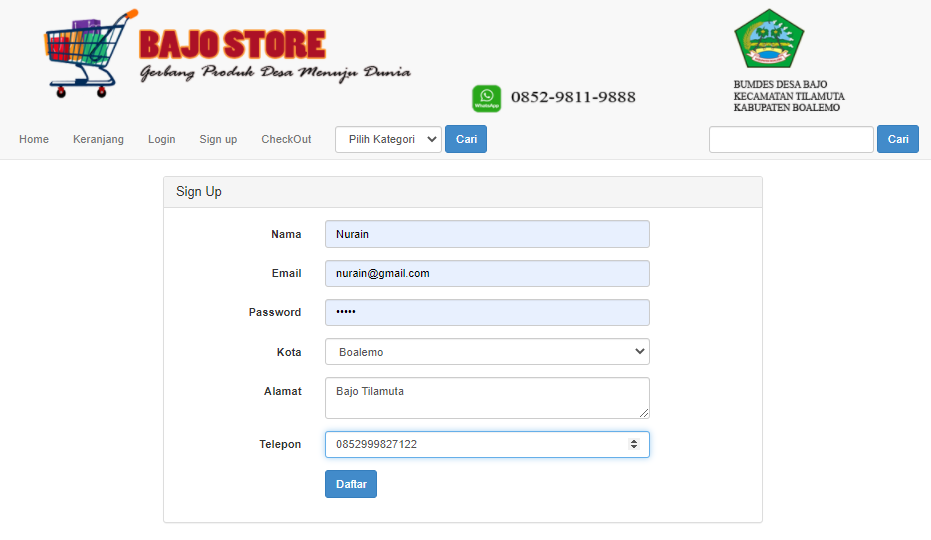 BAJO STORE
Gerbang Produk Desa Menuju Dunia
WhatsApp
0852-9811-9888
BUMDES DESA BAJO
KECAMATAN TILAMUTA
KABUPATEN BOALEMO
Home Keranjang Login Sign up CheckOut Pilih Kategori Cari Cari
Sign Up
Nama Nurain
Email nurain@gmail.com
Password •••••
Kota Boalemo
Alamat Bajo Tilamuta
Telepon 0852999827122
Daftar